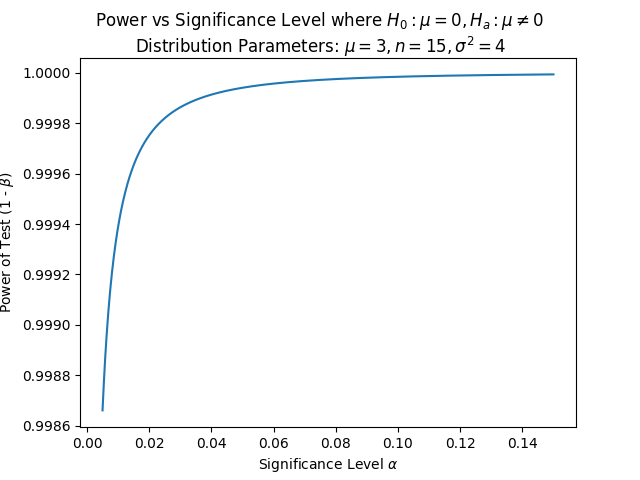 Power vs Significance Level where $H_0 : \mu = 0, H_a : \mu \neq 0$
Distribution Parameters: $\mu = 3, n = 15, \sigma^2 = 4$
Power of Test (1 - β)
1.0000
0.9998
0.9996
0.9994
0.9992
0.9990
0.9988
0.9986
0.00 0.02 0.04 0.06 0.08 0.10 0.12 0.14
Significance Level α